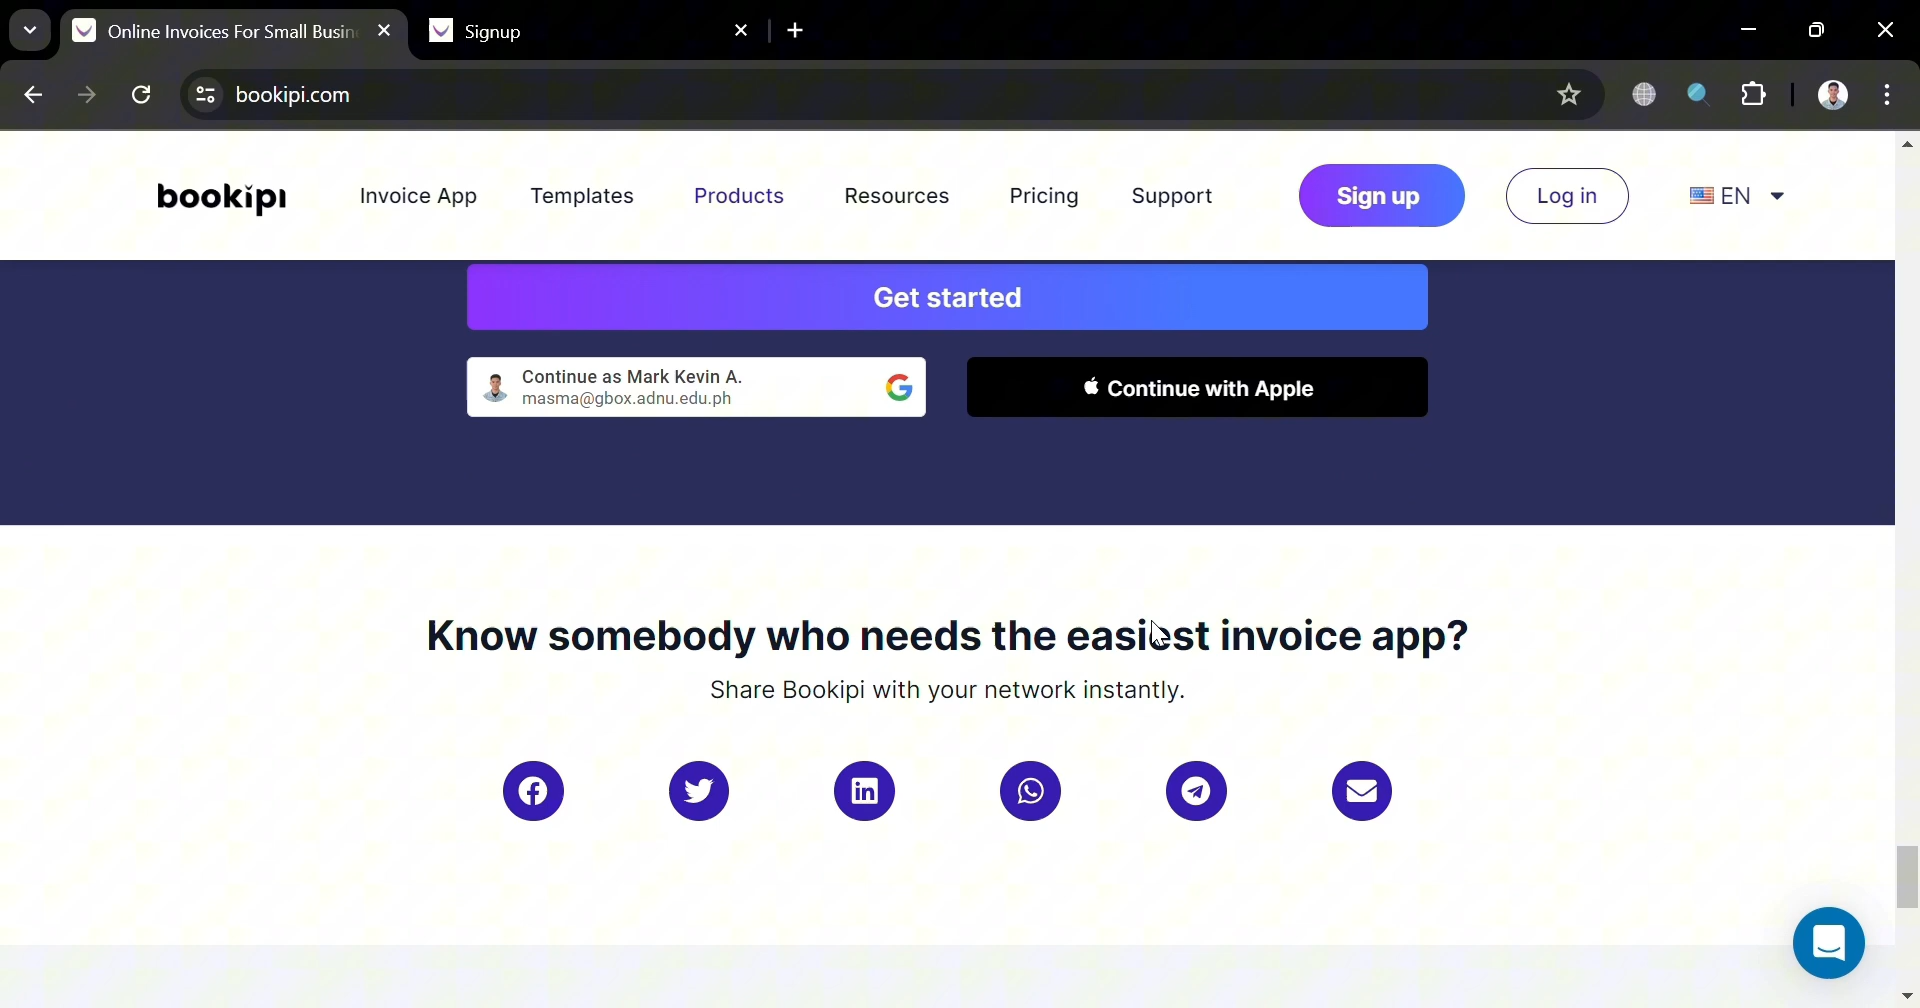 Online Invoices For Small Busin
Signup
bookipi.com
bookipi
Invoice App
Templates
Products
Resources
Pricing
Support
Sign up
Log in
EN
Get started
Continue as Mark Kevin A.
masma@gbox.adnu.edu.ph
Continue with Apple
Know somebody who needs the easiest invoice app?
Share Bookipi with your network instantly.